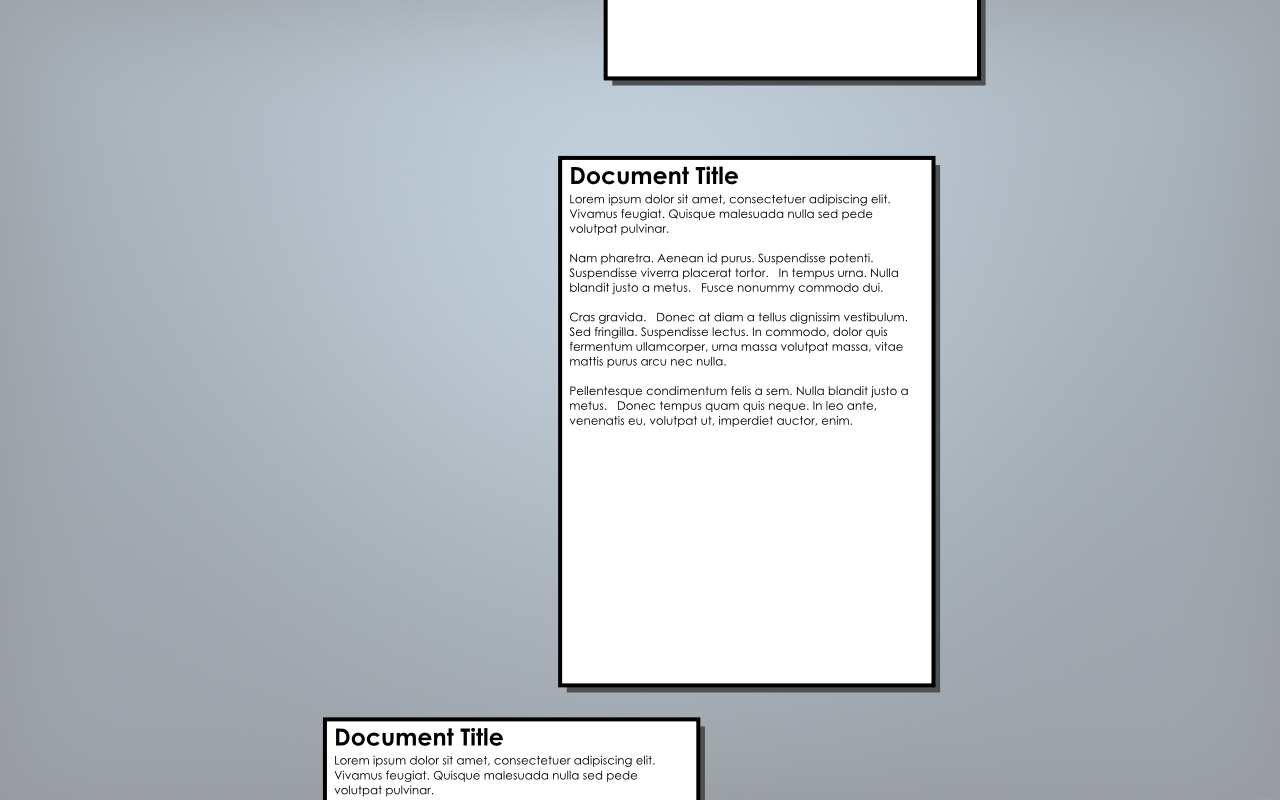 Document Title
Lorem ipsum dolor sit amet, consectetuer adipiscing elit.
Vivamus feugiat. Quisque malesuada nulla sed pede
volutpat pulvinar.
Nam pharetra. Aenean id purus. Suspendisse potenti.
Suspendisse viverra placerat tortor.   In tempus urna. Nulla
blandit justo a metus.   Fusce nonummy commodo dui.
Cras gravida.   Donec at diam a tellus dignissim vestibulum.
Sed fringilla. Suspendisse lectus. In commodo, dolor quis
fermentum ullamcorper, urna massa volutpat massa, vitae
mattis purus arcu nec nulla.
Pellentesque condimentum felis a sem. Nulla blandit justo a
metus.   Donec tempus quam quis neque. In leo ante,
venenatis eu, volutpat ut, imperdiet auctor, enim.
Document Title
Lorem ipsum dolor sit amet, consectetuer adipiscing elit.
Vivamus feugiat. Quisque malesuada nulla sed pede
volutpat pulvinar.